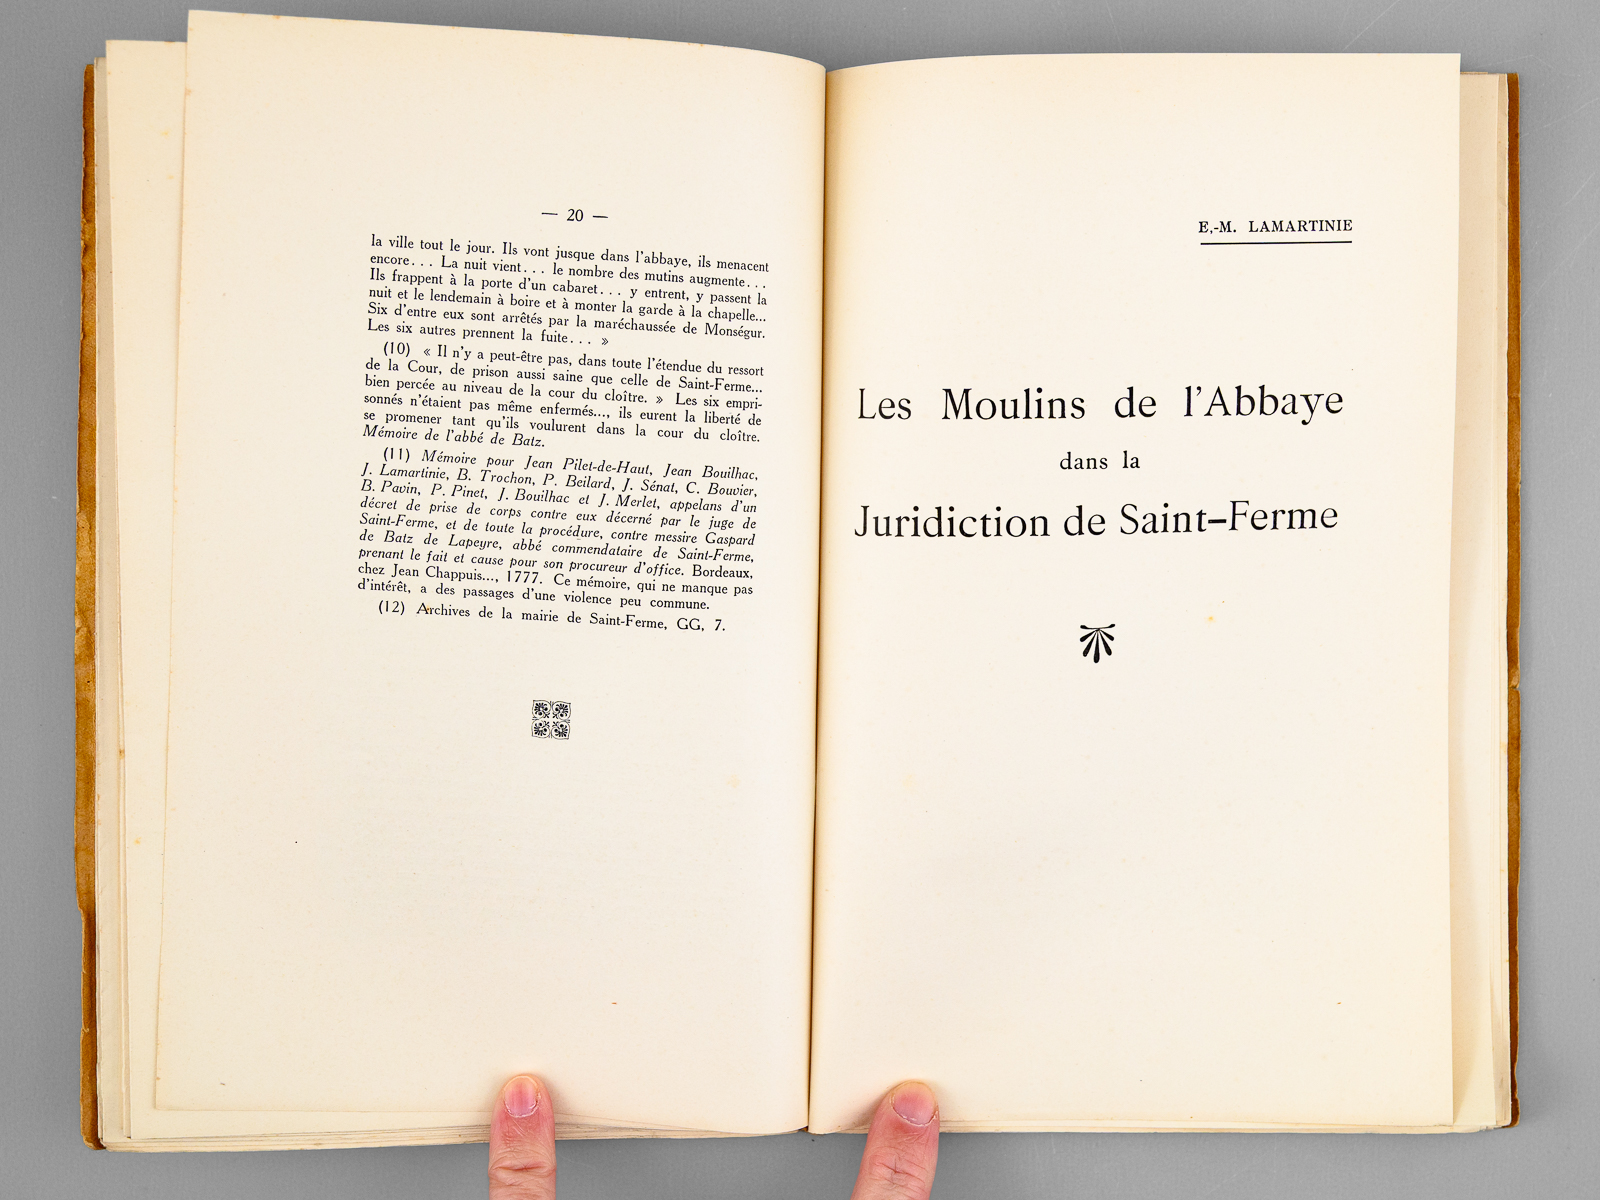 — 20 —
la ville tout le jour. Ils vont jusque dans l'abbaye, ils menacent
encore. . . La nuit vient. . . le nombre des mutins augmente. . .
Ils frappent à la porte d'un cabaret. . . y entrent, y passent la
nuit et le lendemain à boire et à monter la garde à la chapelle...
Six d'entre eux sont arrêtés par la maréchaussée de Monségur.
Les six autres prennent la fuite. . . »
(10) « Il n'y a peut-être pas, dans toute l'étendue du ressort
de la Cour, de prison aussi saine que celle de Saint-Ferme...
bien percée au niveau de la cour du cloître. » Les six empri-
sonnés n'étaient pas même enfermés..., ils eurent la liberté de
se promener tant qu'ils voulurent dans la cour du cloître.
Mémoire de l'abbé de Batz.
(11) Mémoire pour Jean Pilet-de-Haut, Jean Bouilhac,
J. Lamartinie, B. Trochon, P. Beilard, J. Sénat, C. Bouvier,
B. Pavin, P. Pinet, J. Bouilhac et J. Merlet, appelans d'un
décret de prise de corps contre eux décerné par le juge de
Saint-Ferme, et de toute la procédure, contre messire Gaspard
de Batz de Lapeyre, abbé commendataire de Saint-Ferme,
prenant le fait et cause pour son procureur d'office. Bordeaux,
chez Jean Chappuis..., 1777. Ce mémoire, qui ne manque pas
d'intérêt, a des passages d'une violence peu commune.
(12) Archives de la mairie de Saint-Ferme, GG, 7.
E,-M. LAMARTINIE
Les Moulins de l'Abbaye
dans la
Juridiction de Saint-Ferme